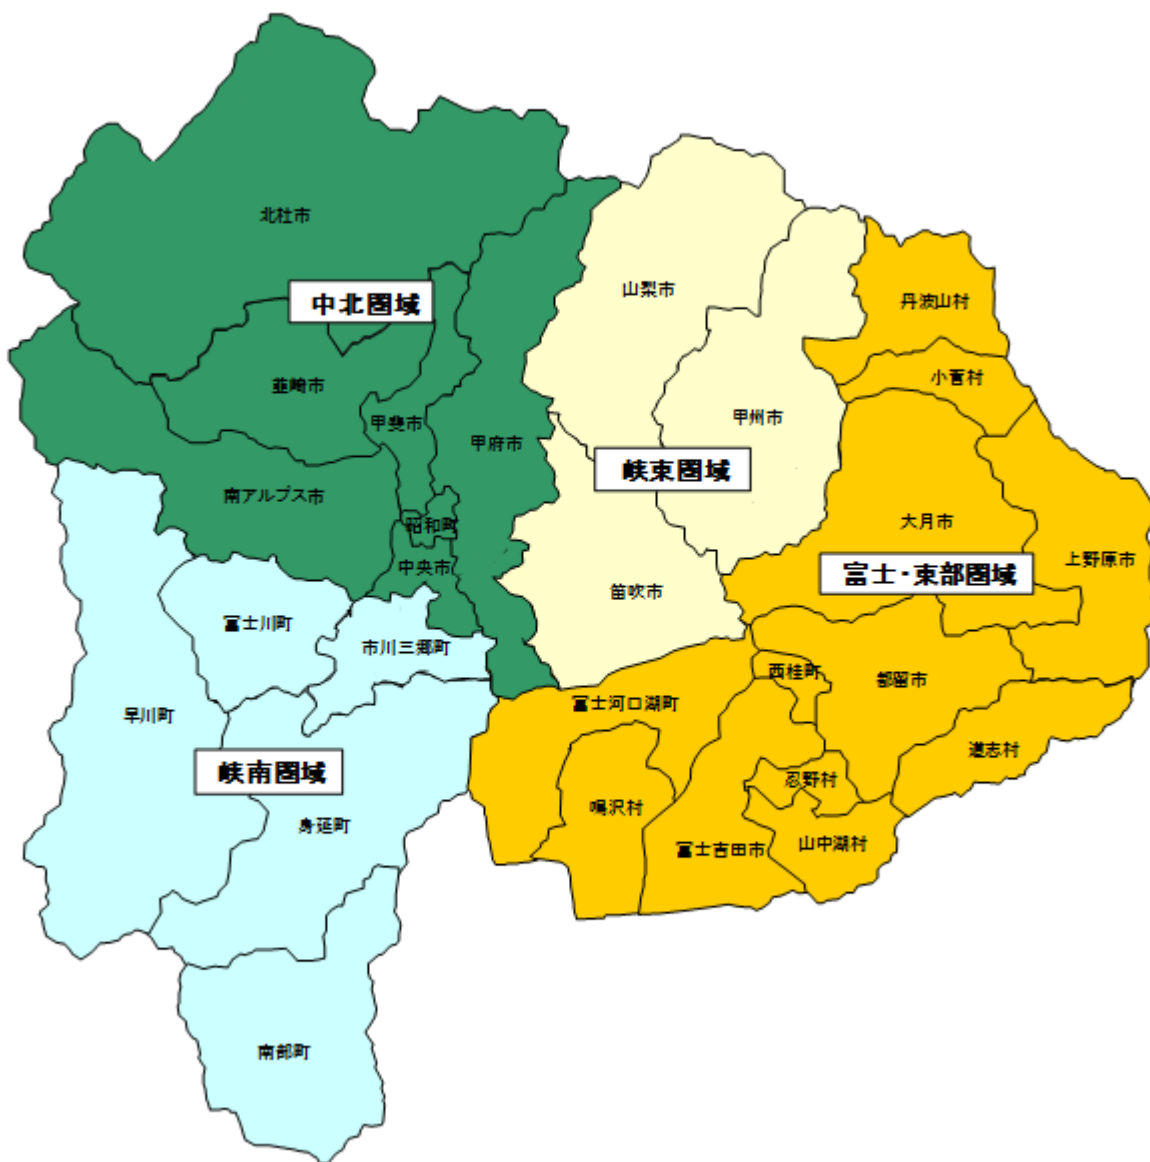 北杜市
山梨市
丹波山村
中北圏域
小菅村
韮崎市
甲斐市
甲府市
甲州市
峡東圏域
南アルプス市
昭和町
大月市
中央市
上野原市
富士・東部圏域
笛吹市
富士川町
市川三郷町
西桂町
都留市
富士河口湖町
早川町
道志村
峡南圏域
忍野村
鳴沢村
身延町
山中湖村
富士吉田市
南部町